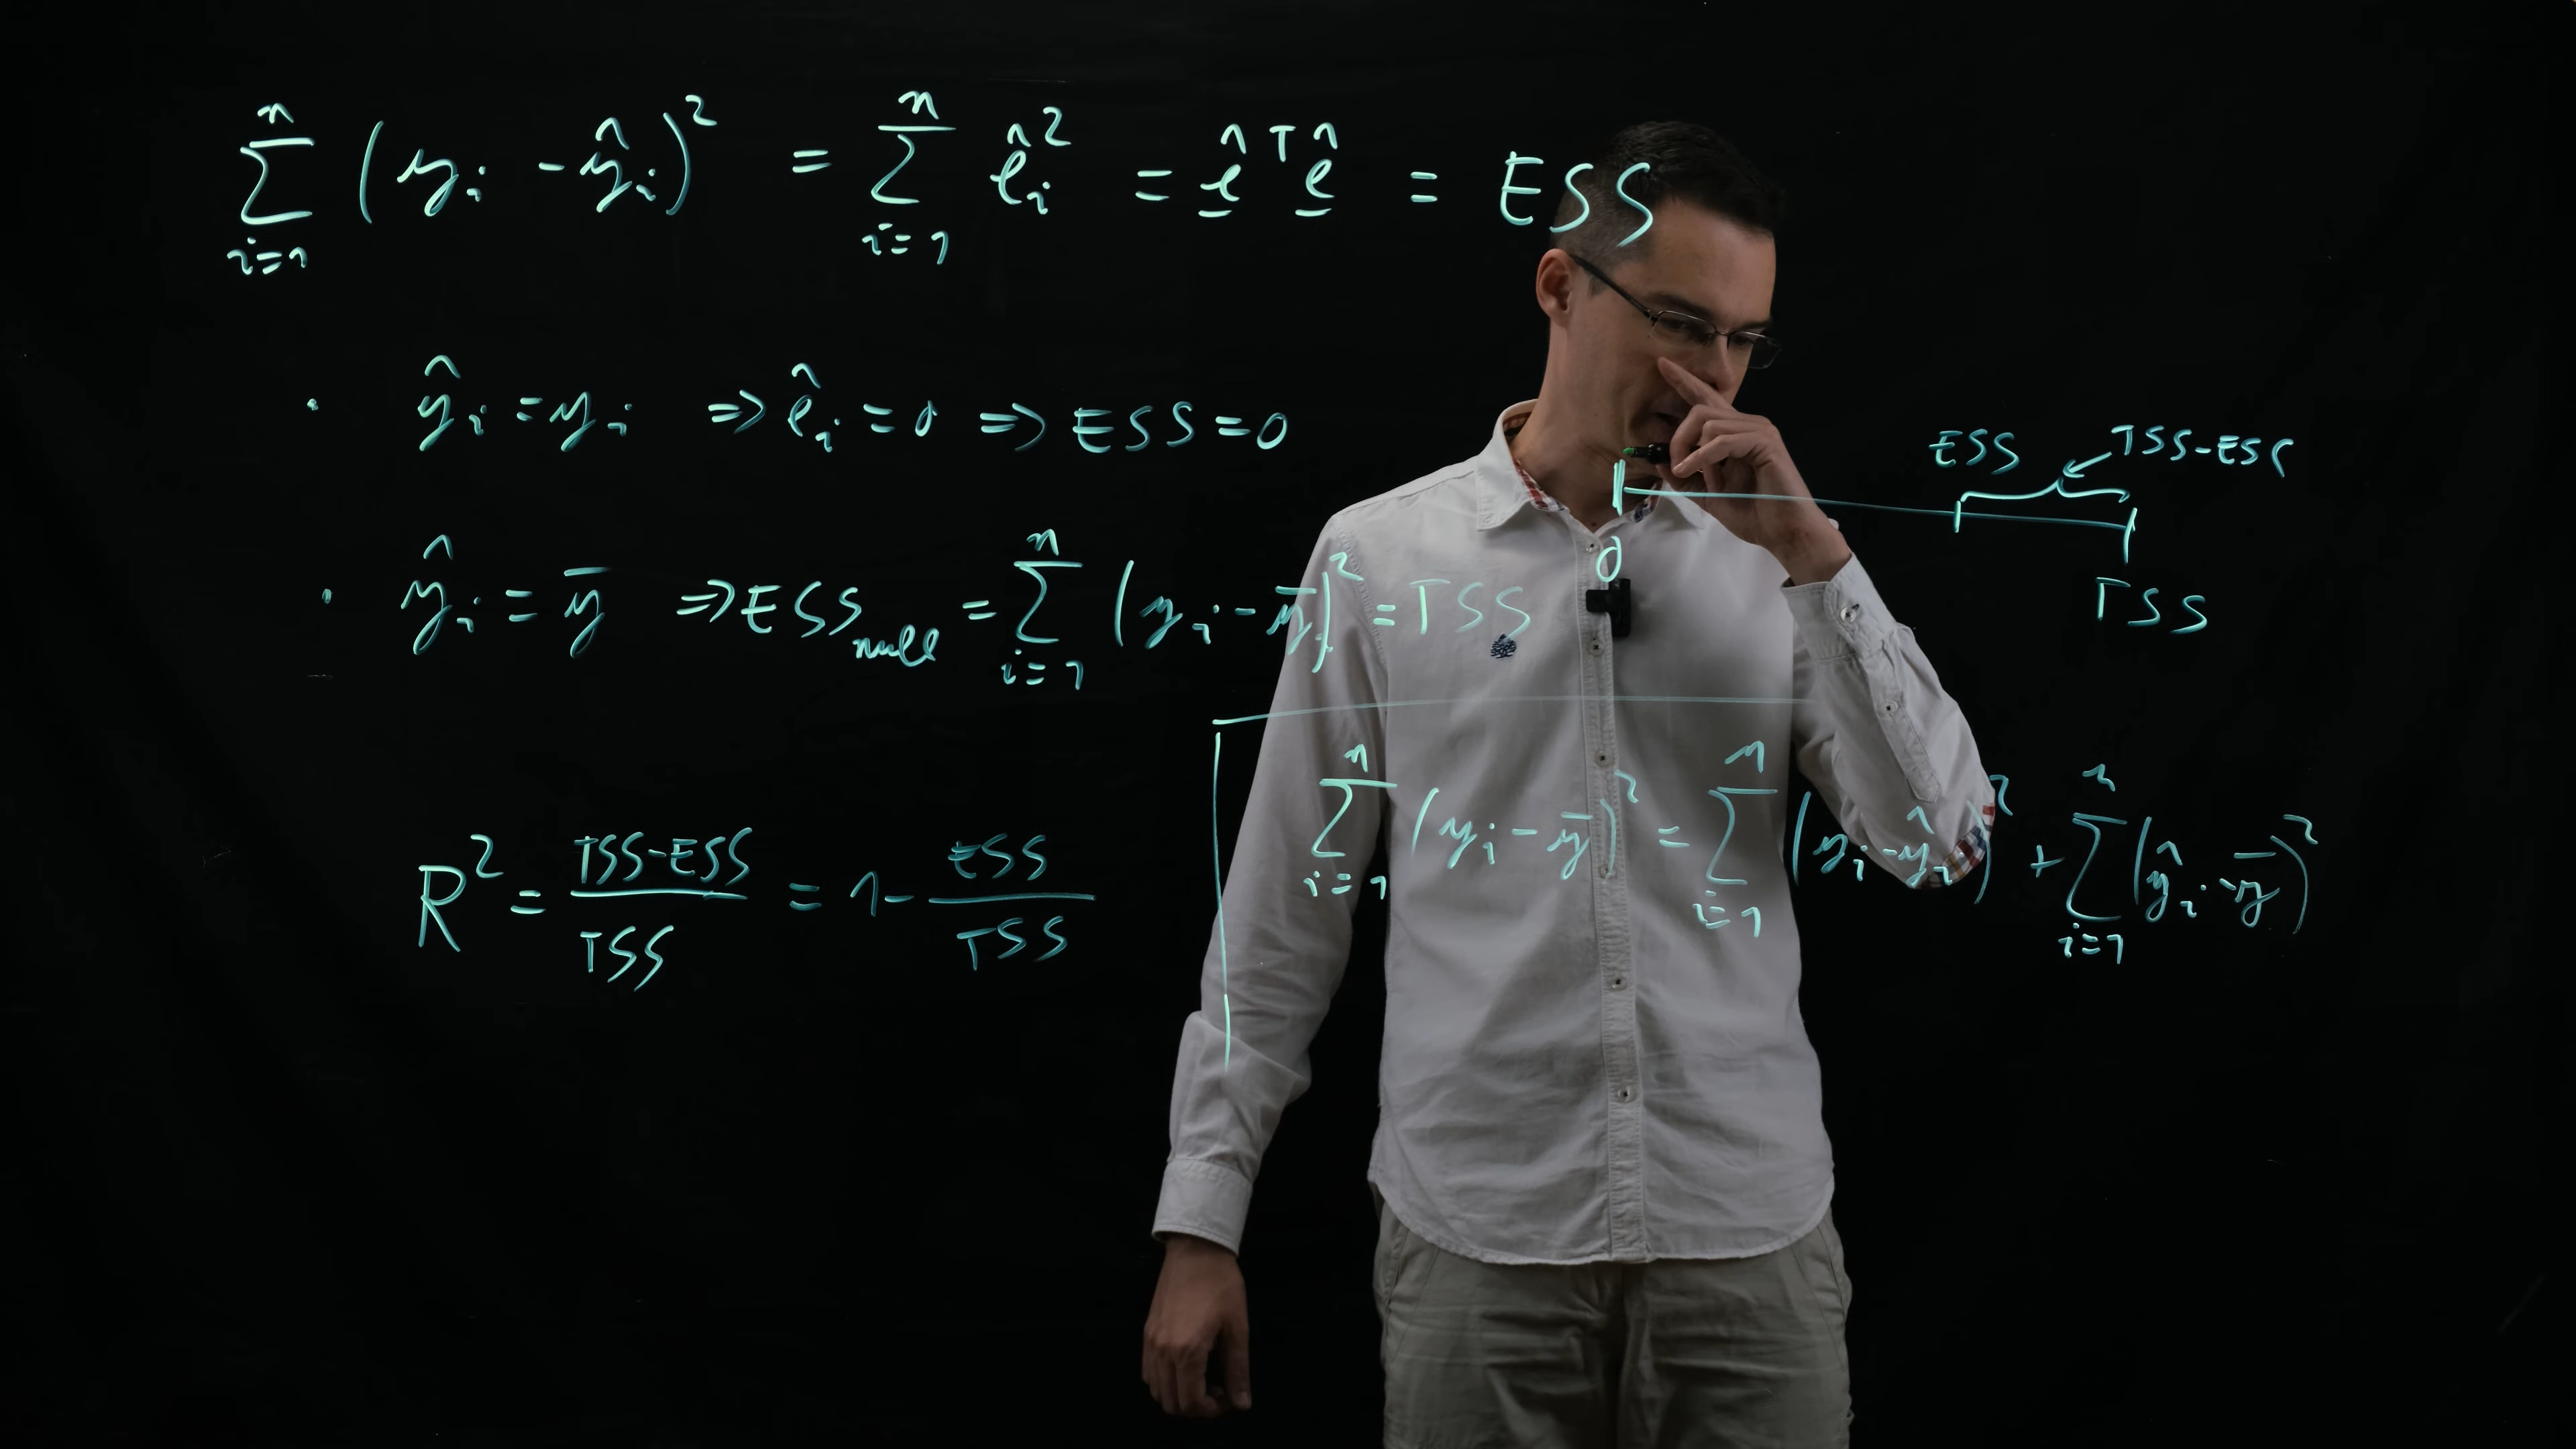 ∑_{i=1}^{n} (y_i - ŷ_i)² = ∑_{i=1}^{n} ê_i² = ê^T ê = ESS
· ŷ_i = y_i ⇒ ê_i = 0 ⇒ ESS = 0
ESS TSS-ESS
0
TSS
· ŷ_i = ȳ ⇒ ESS_null = ∑_{i=1}^{n} (y_i - ȳ)² = TSS
R² = (TSS-ESS)/TSS = 1 - ESS/TSS
∑_{i=1}^{n} (y_i - ȳ)² = ∑_{i=1}^{n} (y_i - ŷ_i)² + ∑_{i=1}^{n} (ŷ_i - ȳ)²